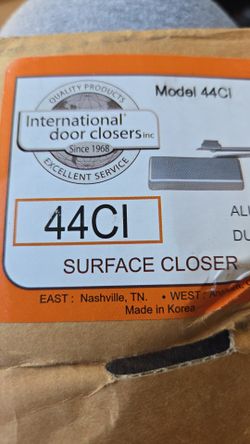 QUALITY PRODUCTS
International®
door closers inc
Since 1968
EXCELLENT SERVICE
Model 44CI
44CI
SURFACE CLOSER
EAST : Nashville, TN. • WEST :
Made in Korea